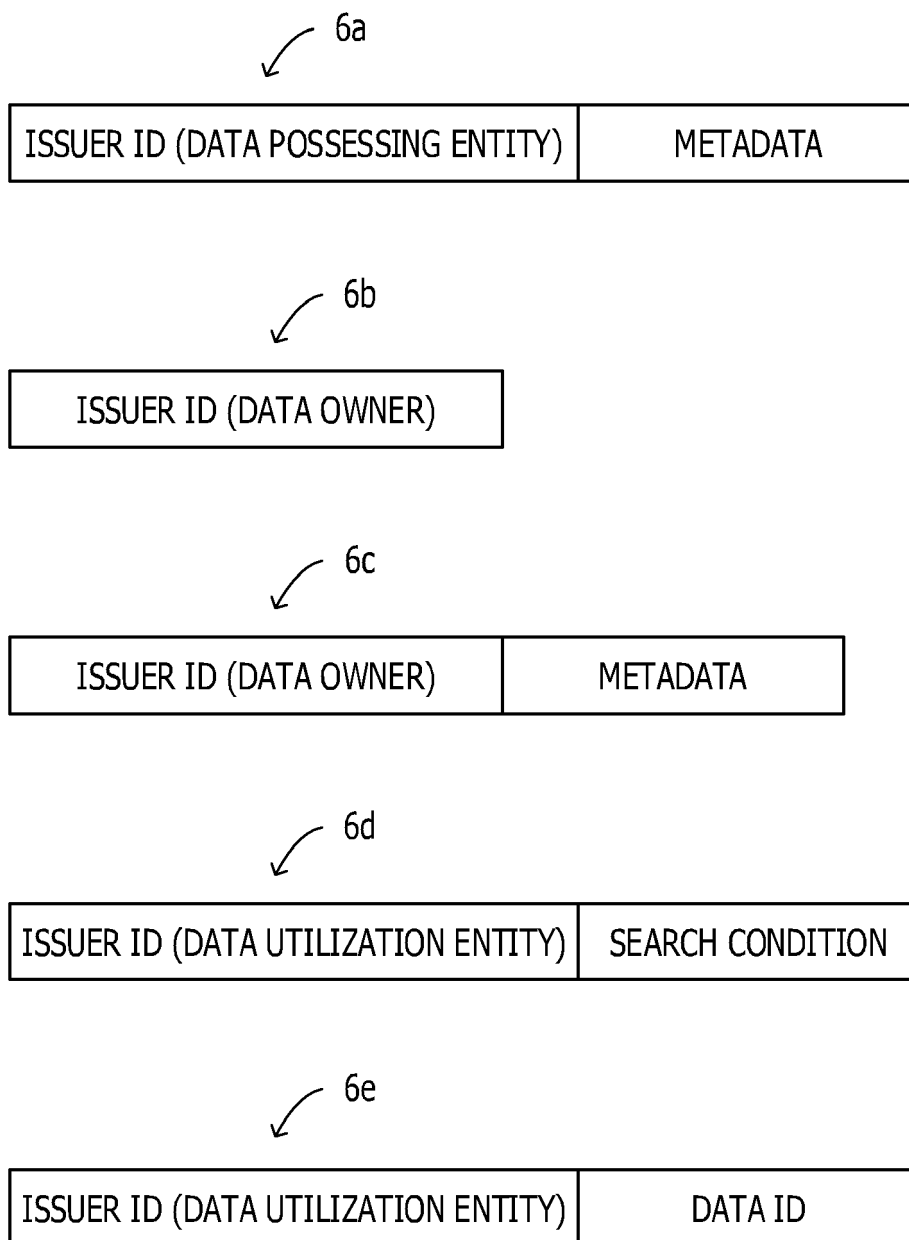 6a
ISSUER ID (DATA POSSESSING ENTITY) METADATA
6b
ISSUER ID (DATA OWNER)
6c
ISSUER ID (DATA OWNER) METADATA
6d
ISSUER ID (DATA UTILIZATION ENTITY) SEARCH CONDITION
6e
ISSUER ID (DATA UTILIZATION ENTITY) DATA ID